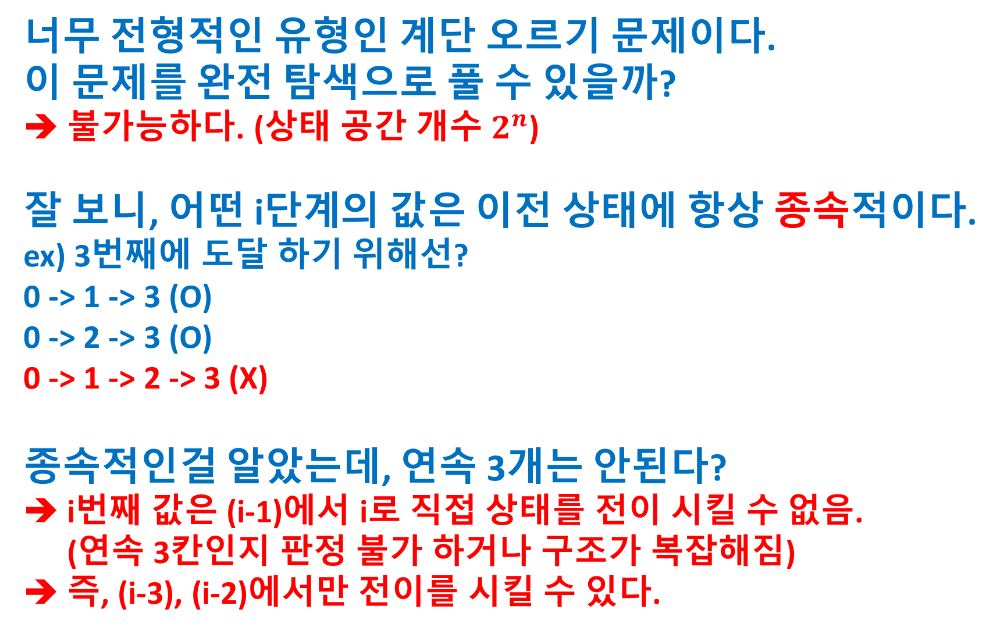 너무 전형적인 유형인 계단 오르기 문제이다.
이 문제를 완전 탐색으로 풀 수 있을까?
➔ 불가능하다. (상태 공간 개수 2ⁿ)
잘 보니, 어떤 i단계의 값은 이전 상태에 항상 종속적이다.
ex) 3번째에 도달 하기 위해선?
0 -> 1 -> 3 (O)
0 -> 2 -> 3 (O)
0 -> 1 -> 2 -> 3 (X)
종속적인걸 알았는데, 연속 3개는 안된다?
➔ i번째 값은 (i-1)에서 i로 직접 상태를 전이 시킬 수 없음.
(연속 3칸인지 판정 불가 하거나 구조가 복잡해짐)
➔ 즉, (i-3), (i-2)에서만 전이를 시킬 수 있다.